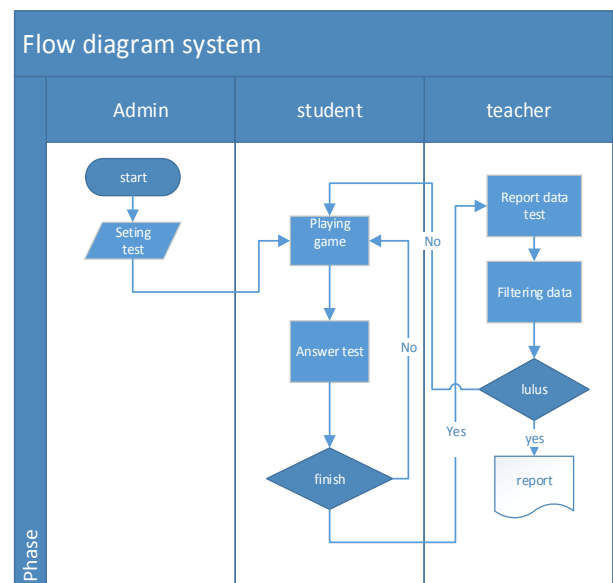 Flow diagram system
Admin
student
teacher
Phase
start
Seting
test
Playing
game
Answer test
finish
No
No
Yes
Report data
test
Filtering data
lulus
yes
report